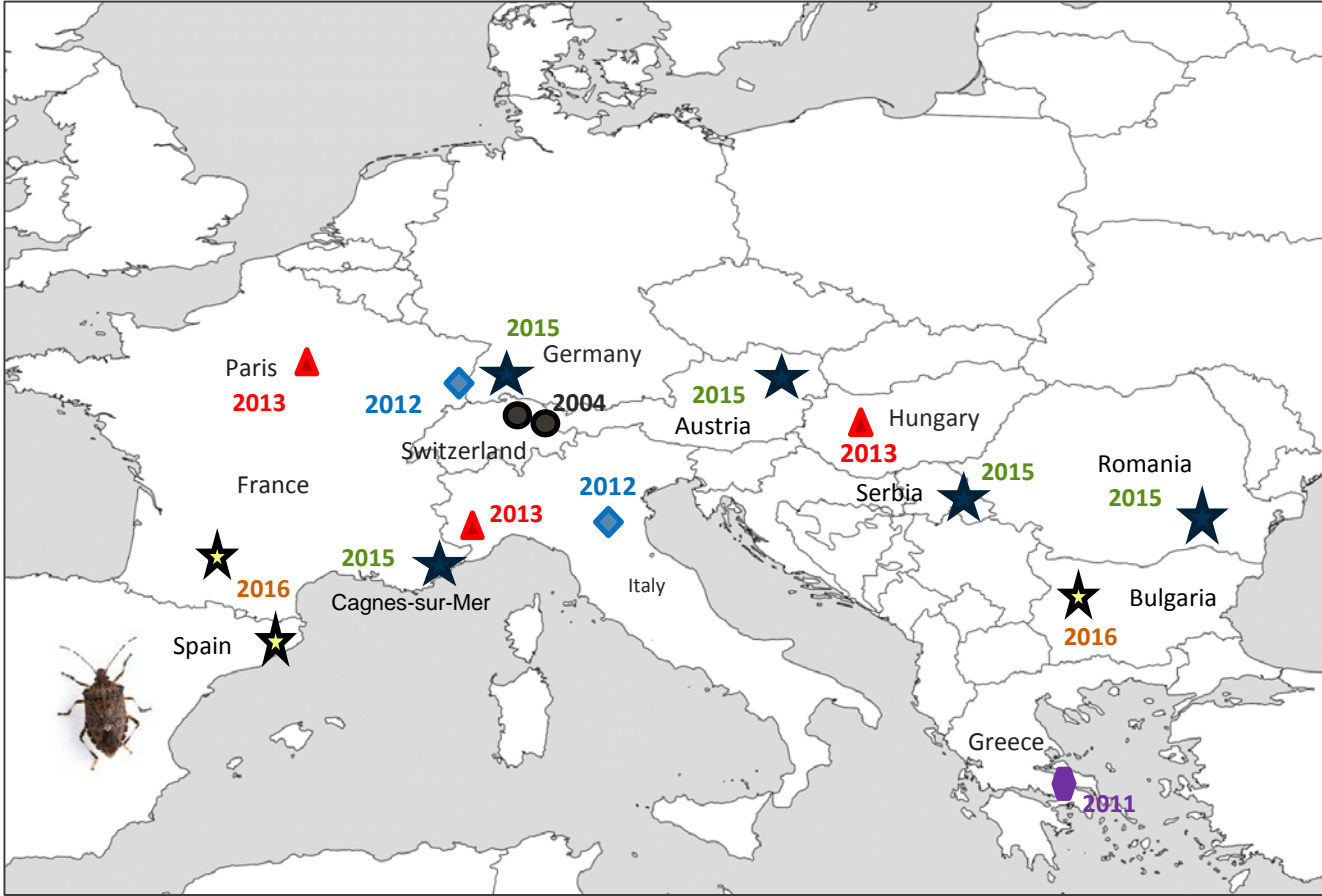 2015
Germany
Paris
2013
2012
2004
2015
Austria
Hungary
2013
Switzerland
France
2012
2013
2015
Serbia
Romania
2015
2015
Cagnes-sur-Mer
Italy
2016
Spain
Bulgaria
2016
Greece
2011